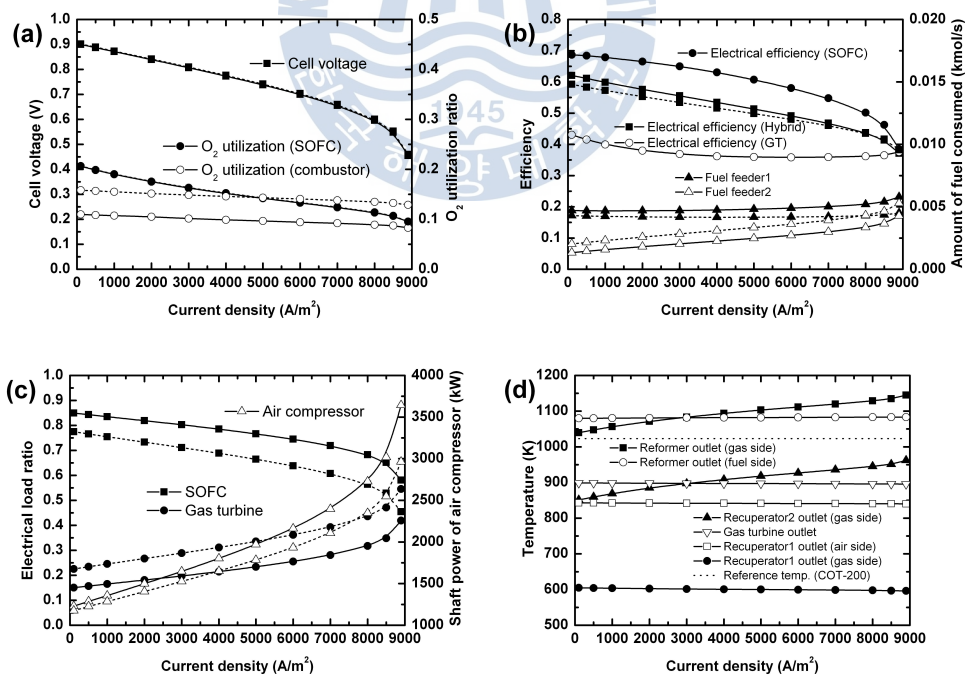 (a)
Cell voltage
O2 utilization (SOFC)
O2 utilization (combustor)
Cell voltage (V)
1.0
0.9
0.8
0.7
0.6
0.5
0.4
0.3
0.2
0.1
0.0
O2 utilization ratio
0.5
0.4
0.3
0.2
0.1
0.0
0 1000 2000 3000 4000 5000 6000 7000 8000 9000
Current density (A/m2)
1945
(b)
Electrical efficiency (SOFC)
Electrical efficiency (Hybrid)
Electrical efficiency (GT)
Fuel feeder1
Fuel feeder2
Efficiency
0.8
0.7
0.6
0.5
0.4
0.3
0.2
0.1
0.0
Amount of fuel consumed (kmol/s)
0.020
0.015
0.010
0.005
0.000
0 1000 2000 3000 4000 5000 6000 7000 8000 9000
Current density (A/m2)
(c)
Air compressor
SOFC
Gas turbine
Electrical load ratio
1.0
0.9
0.8
0.7
0.6
0.5
0.4
0.3
0.2
0.1
0.0
Shaft power of air compressor (kW)
4000
3500
3000
2500
2000
1500
1000
0 1000 2000 3000 4000 5000 6000 7000 8000 9000
Current density (A/m2)
(d)
Reformer outlet (gas side)
Reformer outlet (fuel side)
Recuperator2 outlet (gas side)
Gas turbine outlet
Recuperator1 outlet (air side)
Recuperator1 outlet (gas side)
Reference temp. (COT-200)
Temperature (K)
1200
1100
1000
900
800
700
600
500
0 1000 2000 3000 4000 5000 6000 7000 8000 9000
Current density (A/m2)